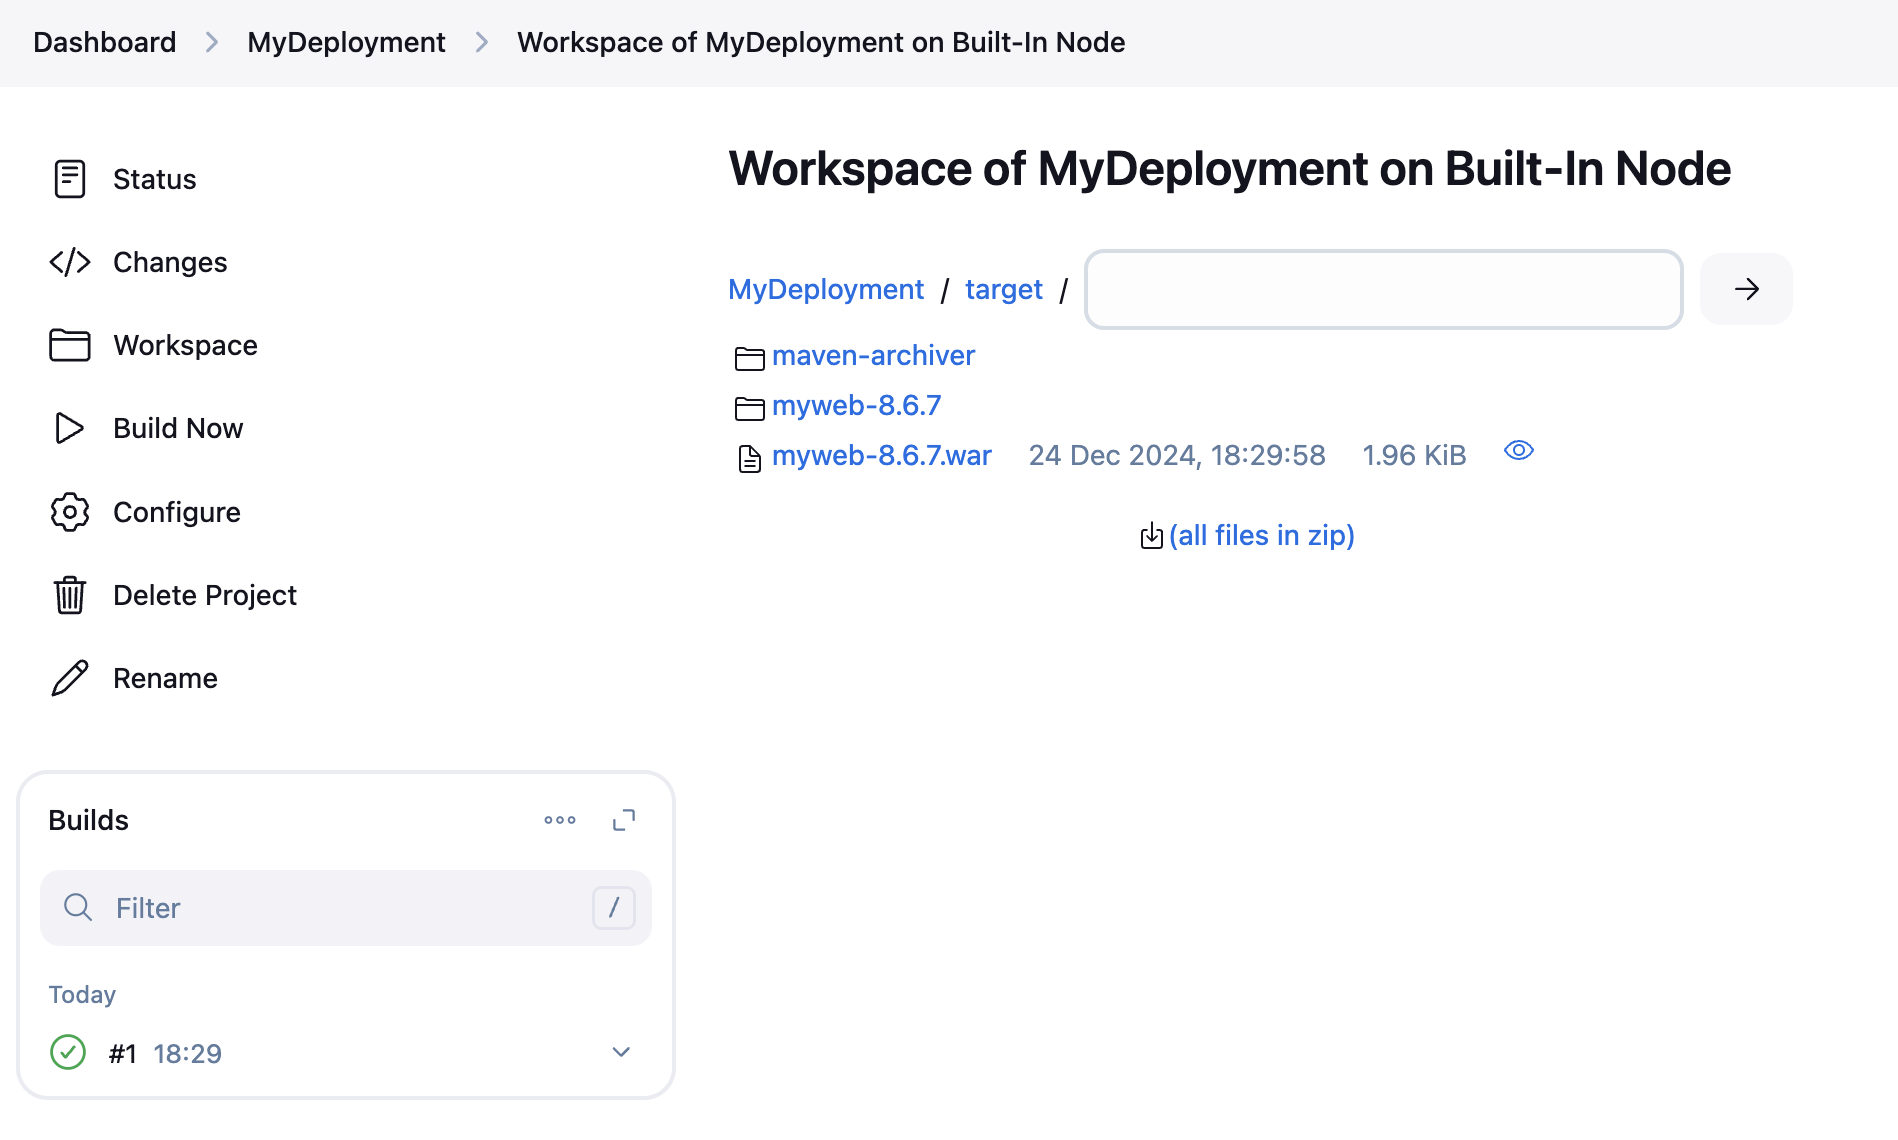 Dashboard > MyDeployment > Workspace of MyDeployment on Built-In Node
Status
Changes
Workspace
Build Now
Configure
Delete Project
Rename
Builds
Filter /
Today
#1 18:29
Workspace of MyDeployment on Built-In Node
MyDeployment / target /
maven-archiver
myweb-8.6.7
myweb-8.6.7.war 24 Dec 2024, 18:29:58 1.96 KiB
(all files in zip)